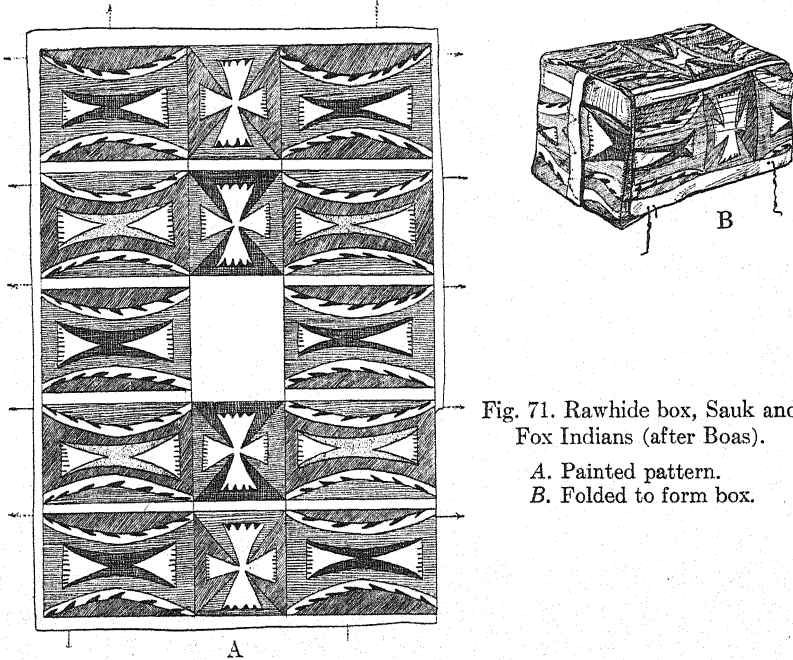 B
Fig. 71. Rawhide box, Sauk and
Fox Indians (after Boas).
A. Painted pattern.
B. Folded to form box.
A